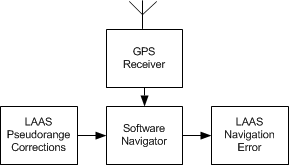 GPS
Receiver
LAAS
Pseudorange
Corrections
Software
Navigator
LAAS
Navigation
Error